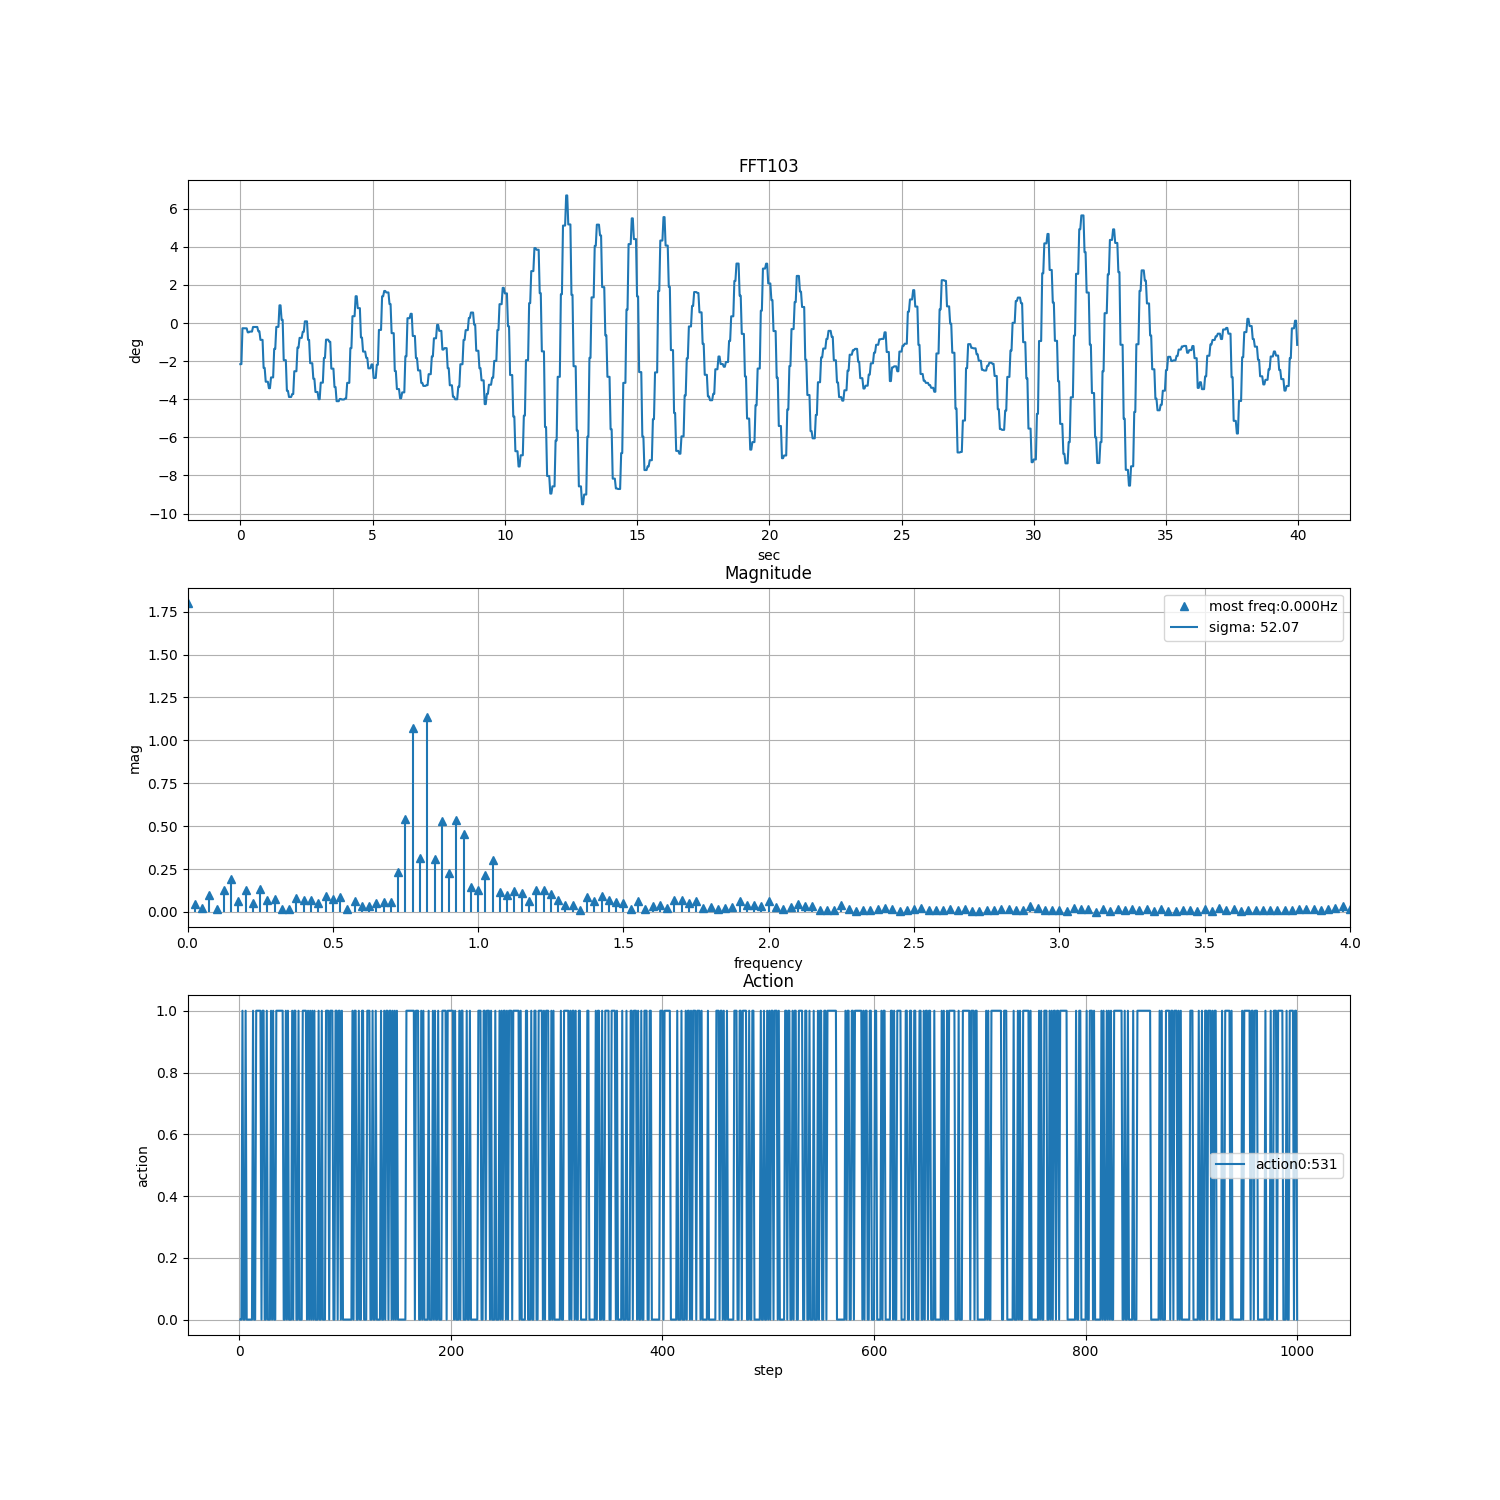 FFT103
6
4
2
0
−2
−4
−6
−8
−10
deg
0 5 10 15 20 25 30 35 40
sec
Magnitude
most freq:0.000Hz
sigma: 52.07
1.75
1.50
1.25
1.00
0.75
0.50
0.25
0.00
mag
0.0 0.5 1.0 1.5 2.0 2.5 3.0 3.5 4.0
frequency
Action
1.0
0.8
0.6
0.4
0.2
0.0
action
action0:531
0 200 400 600 800 1000
step